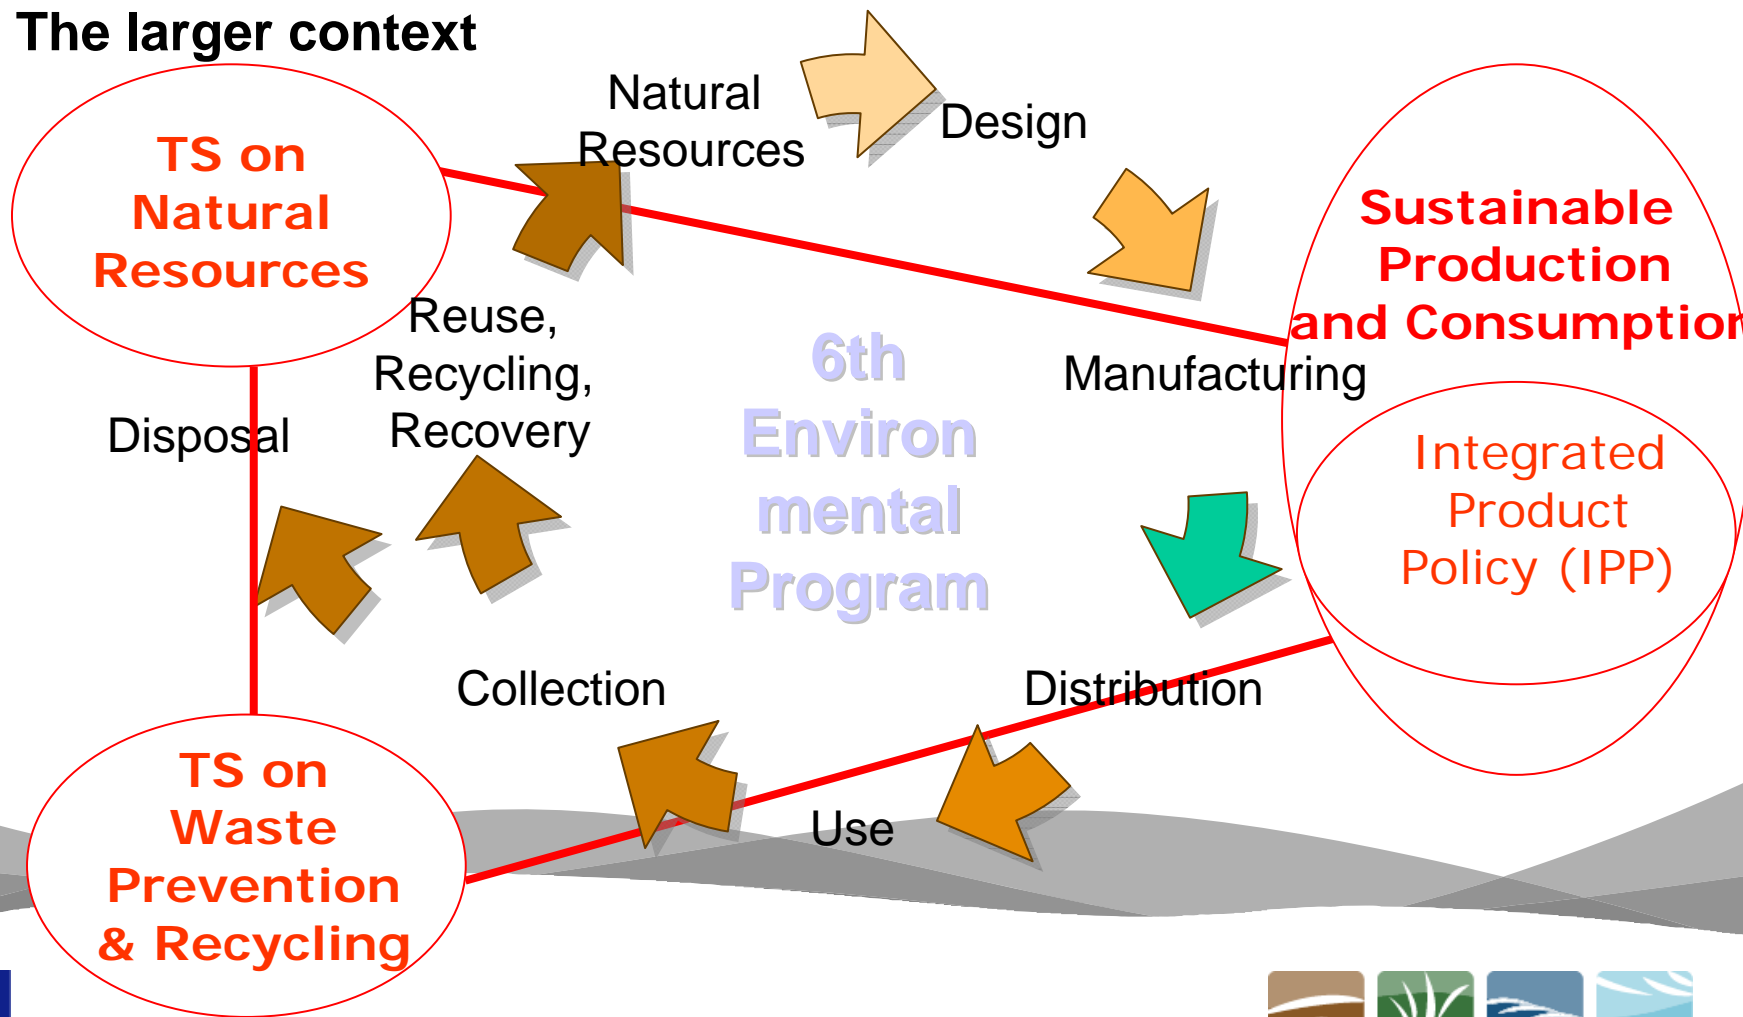 The larger context
TS on
Natural
Resources
Natural
Resources
Design
Sustainable
Production
and Consumption
Manufacturing
Integrated
Product
Policy (IPP)
Reuse,
Recycling,
Recovery
Disposal
6th
Environ
mental
Program
Collection
Distribution
Use
TS on
Waste
Prevention
& Recycling